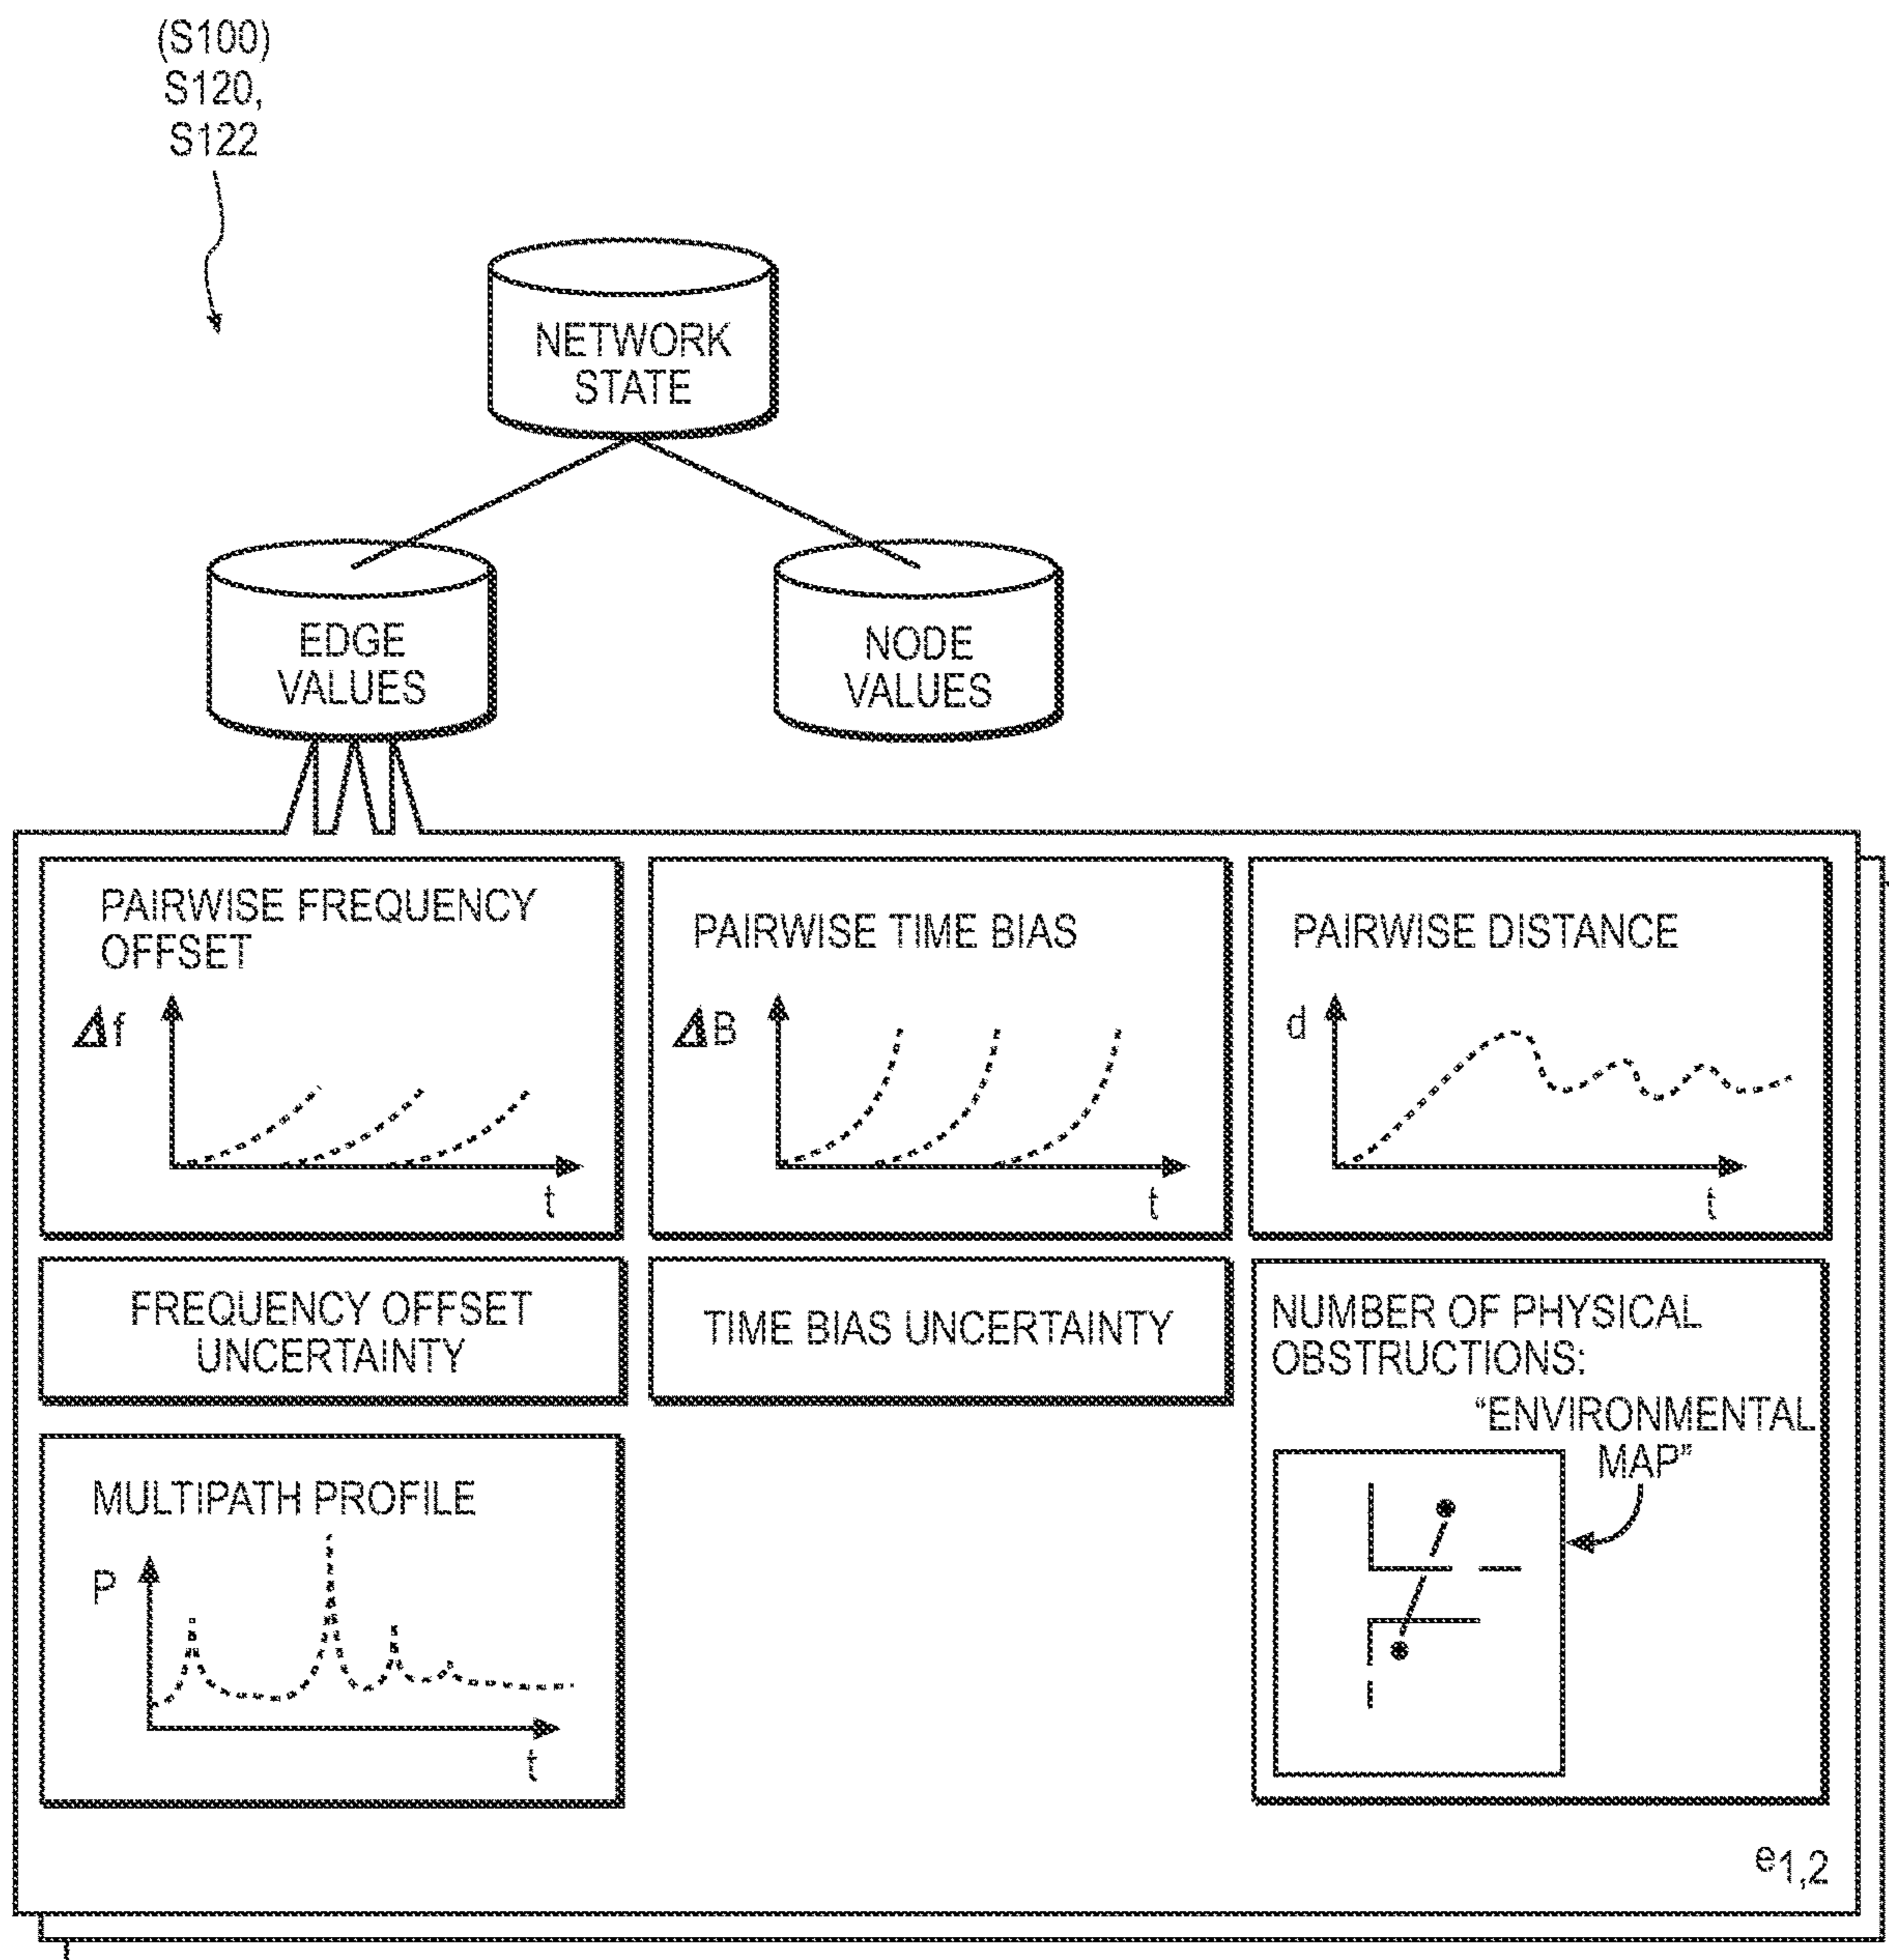 (S100)
S120,
S122
NETWORK
STATE
EDGE
VALUES
NODE
VALUES
PAIRWISE FREQUENCY
OFFSET
Δf
t
PAIRWISE TIME BIAS
ΔB
t
PAIRWISE DISTANCE
d
t
FREQUENCY OFFSET
UNCERTAINTY
TIME BIAS UNCERTAINTY
NUMBER OF PHYSICAL
OBSTRUCTIONS:
“ENVIRONMENTAL
MAP”
MULTIPATH PROFILE
P
t
e1,2